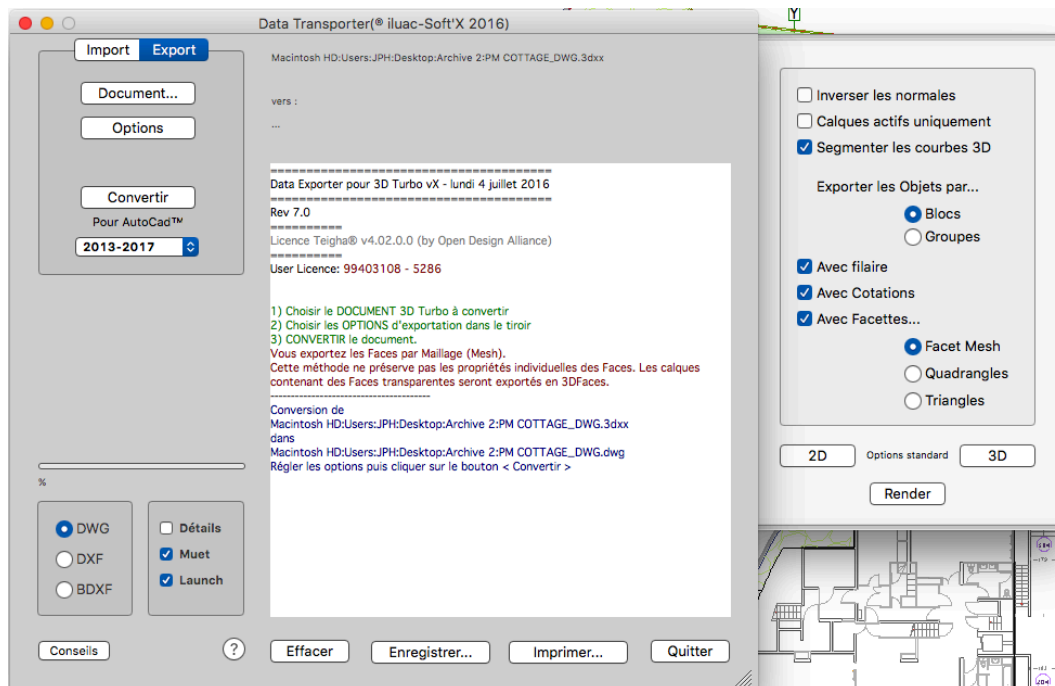 Data Transporter(® iluac-Soft'X 2016)
Import Export
Document...
Options
Convertir
Pour AutoCad™
2013-2017
%
DWG
DXF
BDXF
Détails
Muet
Launch
Conseils
?
Macintosh HD:Users:JPH:Desktop:Archive 2:PM COTTAGE_DWG.3dxx
vers :
...
========================================
Data Exporter pour 3D Turbo vX - lundi 4 juillet 2016
========================================
Rev 7.0
==========
Licence Teigha® v4.02.0.0 (by Open Design Alliance)
==========
User Licence: 99403108 - 5286
1) Choisir le DOCUMENT 3D Turbo à convertir
2) Choisir les OPTIONS d'exportation dans le tiroir
3) CONVERTIR le document.
Vous exportez les Faces par Maillage (Mesh).
Cette méthode ne préserve pas les propriétés individuelles des Faces. Les calques
contenant des Faces transparentes seront exportés en 3DFaces.
----------------------------------------
Conversion de
Macintosh HD:Users:JPH:Desktop:Archive 2:PM COTTAGE_DWG.3dxx
dans
Macintosh HD:Users:JPH:Desktop:Archive 2:PM COTTAGE_DWG.dwg
Régler les options puis cliquer sur le bouton < Convertir >
Effacer Enregistrer... Imprimer... Quitter
Y
Inverser les normales
Calques actifs uniquement
Segmenter les courbes 3D
Exporter les Objets par...
Blocs
Groupes
Avec filaire
Avec Cotations
Avec Facettes...
Facet Mesh
Quadrangles
Triangles
2D Options standard 3D
Render